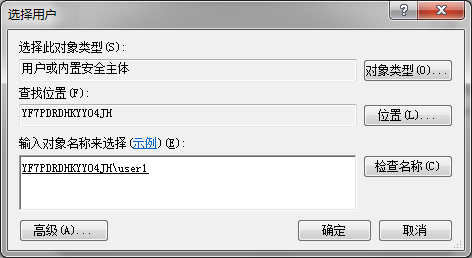 选择用户
选择此对象类型(S):
用户或内置安全主体
对象类型(O)...
查找位置(F):
YF7PDRDHKYYO4JH
位置(L)...
输入对象名称来选择(示例)(E):
YF7PDRDHKYYO4JH\user1
检查名称(C)
高级(A)...
确定
取消